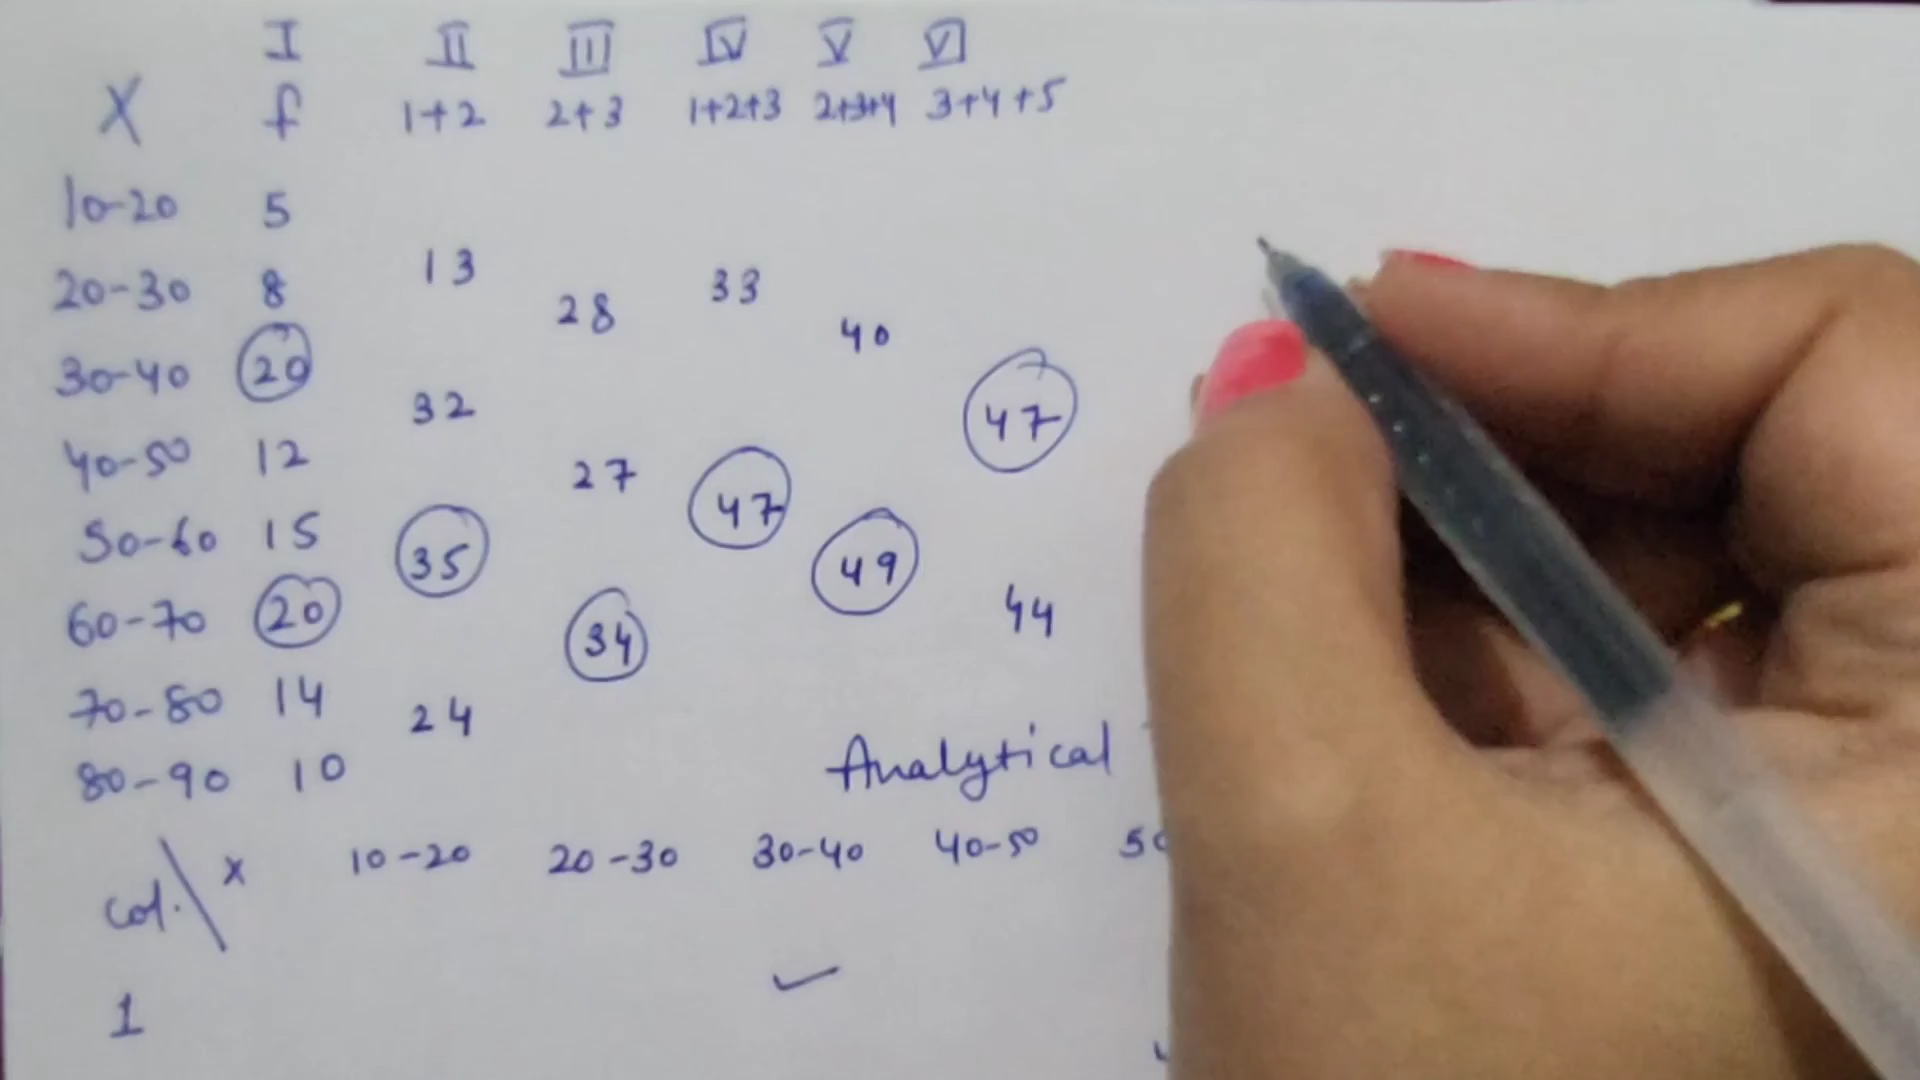 I II III IV V VI
X f 1+2 2+3 1+2+3 2+3+4 3+4+5
10-20 5
13
20-30 8 33
28 40
30-40 20
32 47
40-50 12
27 47
50-60 15 35 49
60-70 20 44
34
70-80 14 24
80-90 10 Analytical
col. \ X 10-20 20-30 30-40 40-50 50
1 ✓